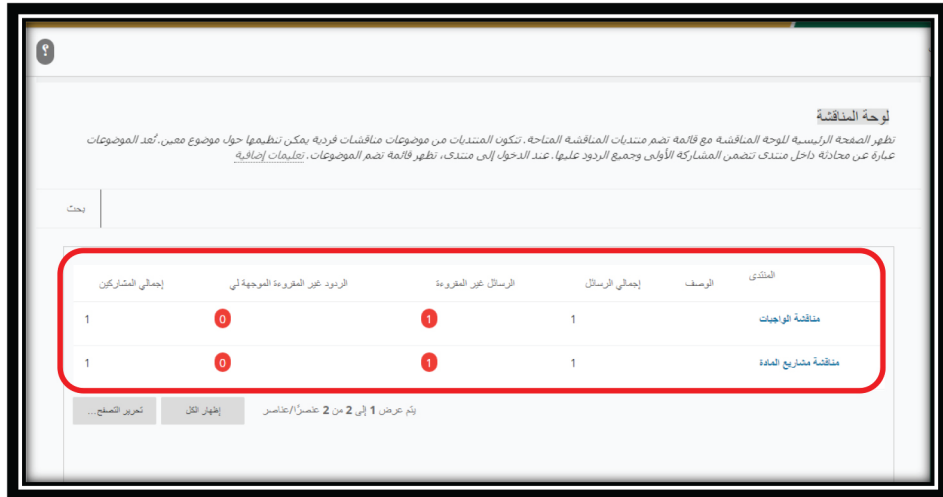 ؟
لوحة المناقشة
تظهر الصفحة الرئيسية للوحة المناقشة مع قائمة تضم منتديات المناقشة المتاحة. تتكون المنتديات من موضوعات مناقشات فردية يمكن تنظيمها حول موضوع معين. تُعد الموضوعات
عبارة عن محادثة داخل منتدى تتضمن المشاركة الأولى وجميع الردود عليها. عند الدخول إلى منتدى، تظهر قائمة تضم الموضوعات. تعليمات إضافية
بحث
المنتدى الوصف إجمالي الرسائل الرسائل غير المقروءة الردود غير المقروءة الموجهة لي إجمالي المشاركين
مناقشة الواجبات 1 1 0 1
مناقشة مشاريع المادة 1 1 0 1
يتم عرض 1 إلى 2 من 2 عنصرًا/عناصر إظهار الكل تحرير التصفح...